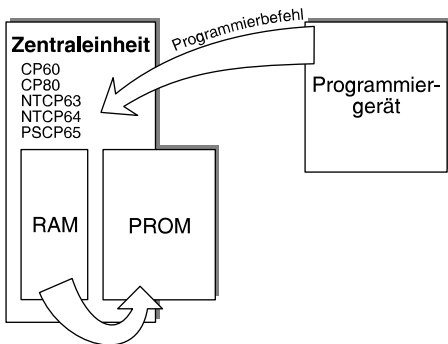 Zentraleinheit
CP60
CP80
NTCP63
NTCP64
PSCP65
Programmierbefehl
Programmier-
gerät
RAM
PROM